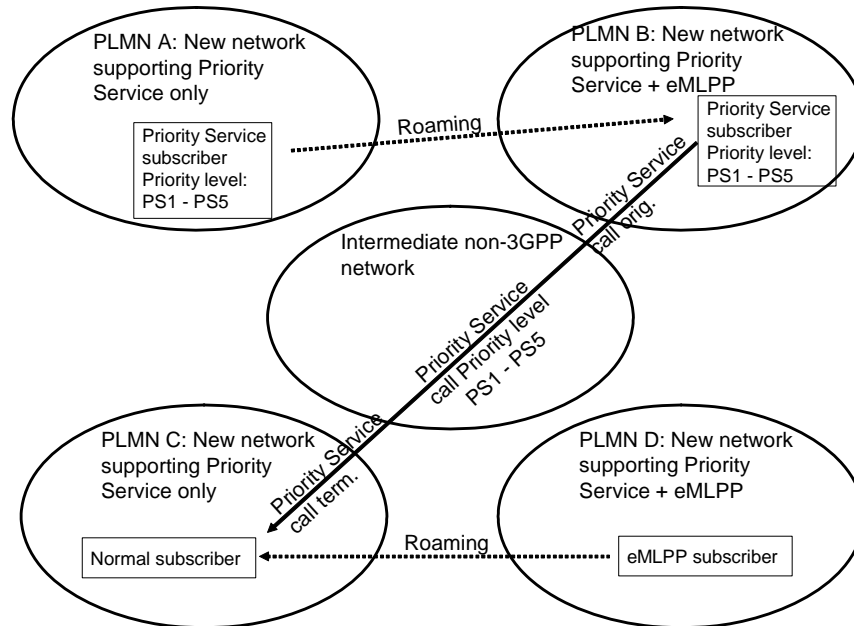 PLMN A: New network
supporting Priority
Service only
Priority Service
subscriber
Priority level:
PS1 - PS5
Roaming
PLMN B: New network
supporting Priority
Service + eMLPP
Priority Service
subscriber
Priority level:
PS1 - PS5
Priority Service
call orig.
Intermediate non-3GPP
network
Priority Service
call Priority level
PS1 - PS5
Priority Service
call term.
PLMN C: New network
supporting Priority
Service only
Normal subscriber
Roaming
PLMN D: New network
supporting Priority
Service + eMLPP
eMLPP subscriber